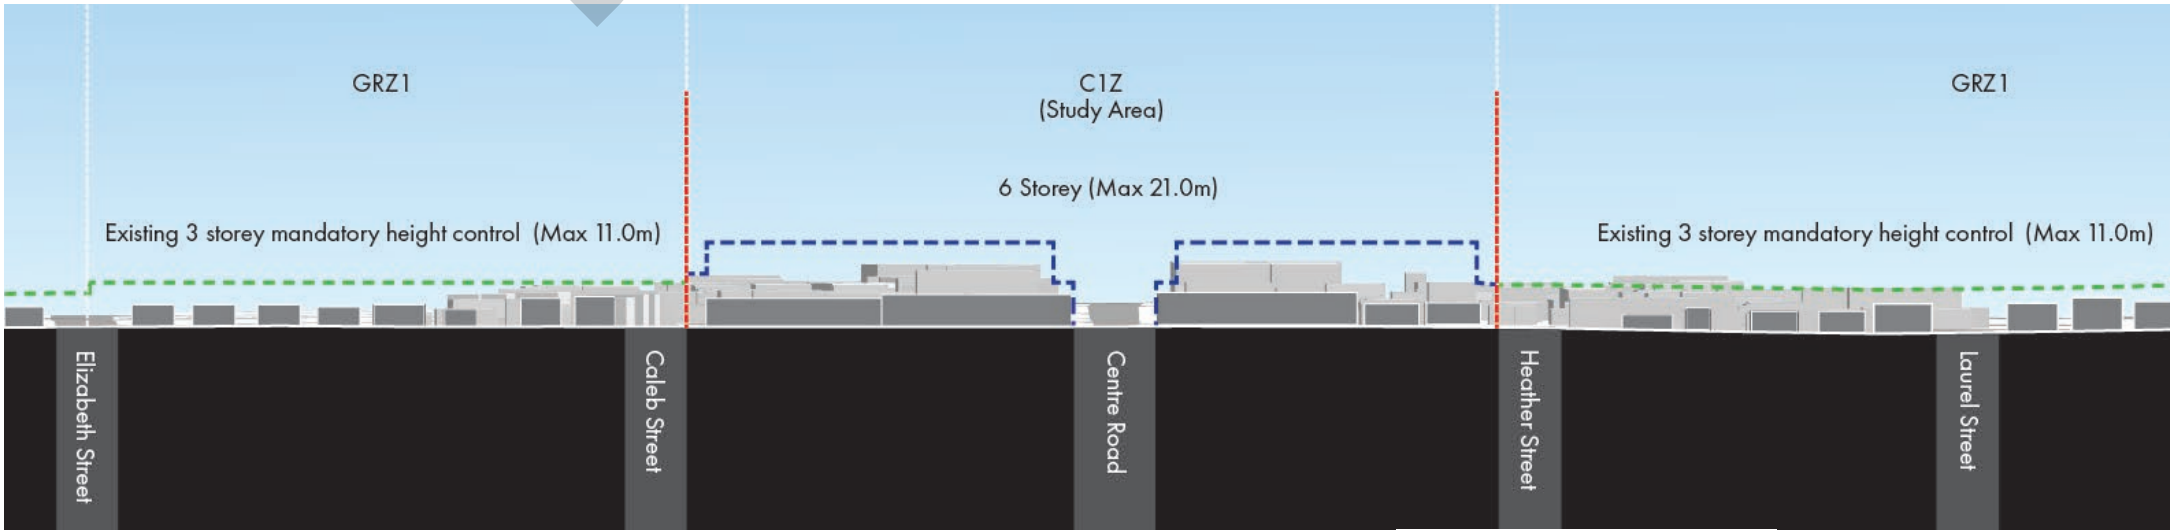 GRZ1
C1Z
(Study Area)
GRZ1
6 Storey (Max 21.0m)
Existing 3 storey mandatory height control (Max 11.0m)
Existing 3 storey mandatory height control (Max 11.0m)
Elizabeth Street
Caleb Street
Centre Road
Heather Street
Laurel Street